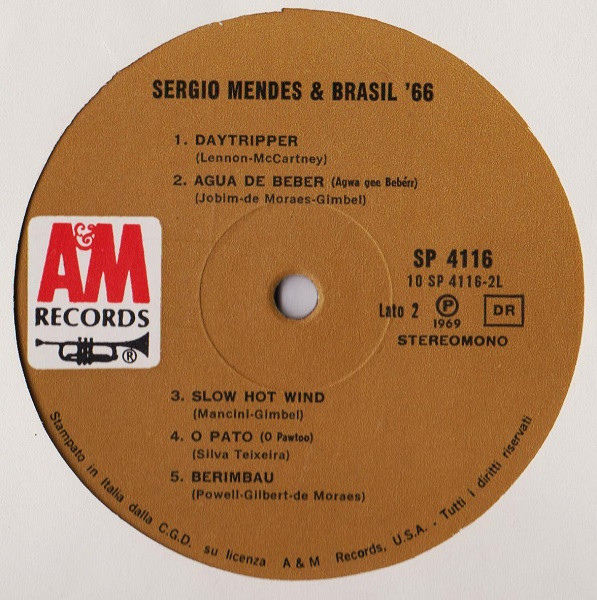 SERGIO MENDES & BRASIL '66
1. DAYTRIPPER
(Lennon-McCartney)
2. AGUA DE BEBER (Agwa gee Bebérr)
(Jobim-de Moraes-Gimbel)
A&M
RECORDS
®
SP 4116
10 SP 4116-2L
Lato 2 Ⓟ 1969 DR
STEREOMONO
3. SLOW HOT WIND
(Mancini-Gimbel)
4. O PATO (O Pawtoo)
(Silva Teixeira)
5. BERIMBAU
(Powell-Gilbert-de Moraes)
Stampato in Italia dalla C.G.D. su licenza A & M Records, U.S.A. - Tutti i diritti riservati